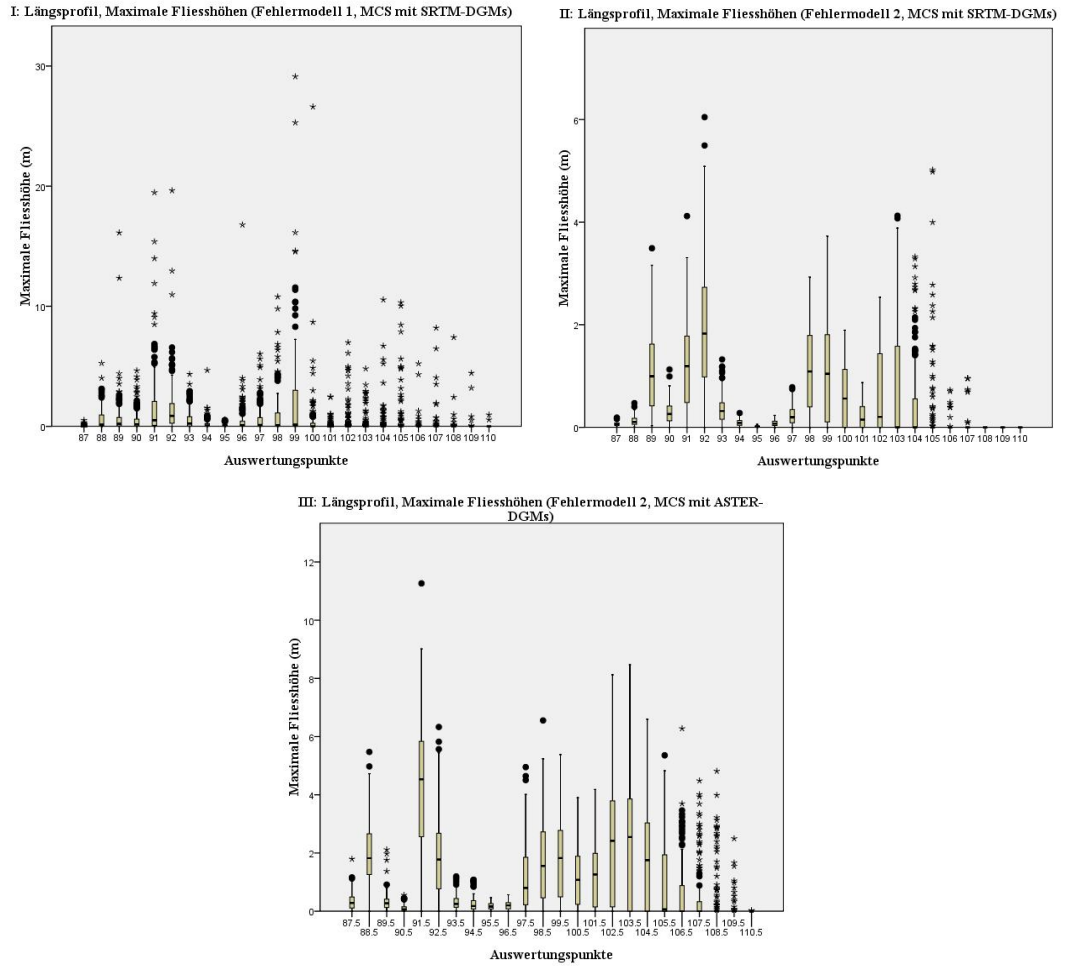 I: Längsprofil, Maximale Fliesshöhen (Fehlermodell 1, MCS mit SRTM-DGMs)
Maximale Fliesshöhe (m)
30
20
10
0
87 88 89 90 91 92 93 94 95 96 97 98 99 100 101 102 103 104 105 106 107 108 109 110
Auswertungspunkte
II: Längsprofil, Maximale Fliesshöhen (Fehlermodell 2, MCS mit SRTM-DGMs)
Maximale Fliesshöhe (m)
6
4
2
0
87 88 89 90 91 92 93 94 95 96 97 98 99 100 101 102 103 104 105 106 107 108 109 110
Auswertungspunkte
III: Längsprofil, Maximale Fliesshöhen (Fehlermodell 2, MCS mit ASTER-
DGMs)
Maximale Fliesshöhe (m)
12
10
8
6
4
2
0
87.5 89.5 91.5 93.5 95.5 97.5 99.5 101.5 103.5 105.5 107.5 109.5
88.5 90.5 92.5 94.5 96.5 98.5 100.5 102.5 104.5 106.5 108.5 110.5
Auswertungspunkte